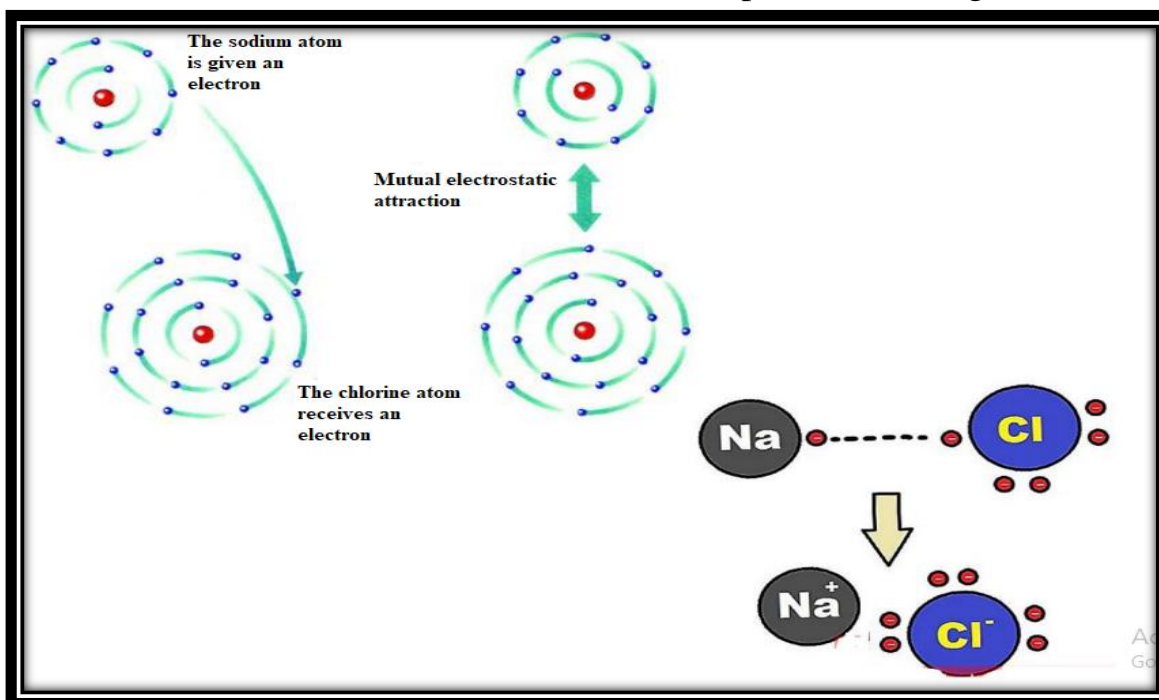 The sodium atom
is given an
electron
Mutual electrostatic
attraction
The chlorine atom
receives an
electron
Na
Cl
Na+
Cl-